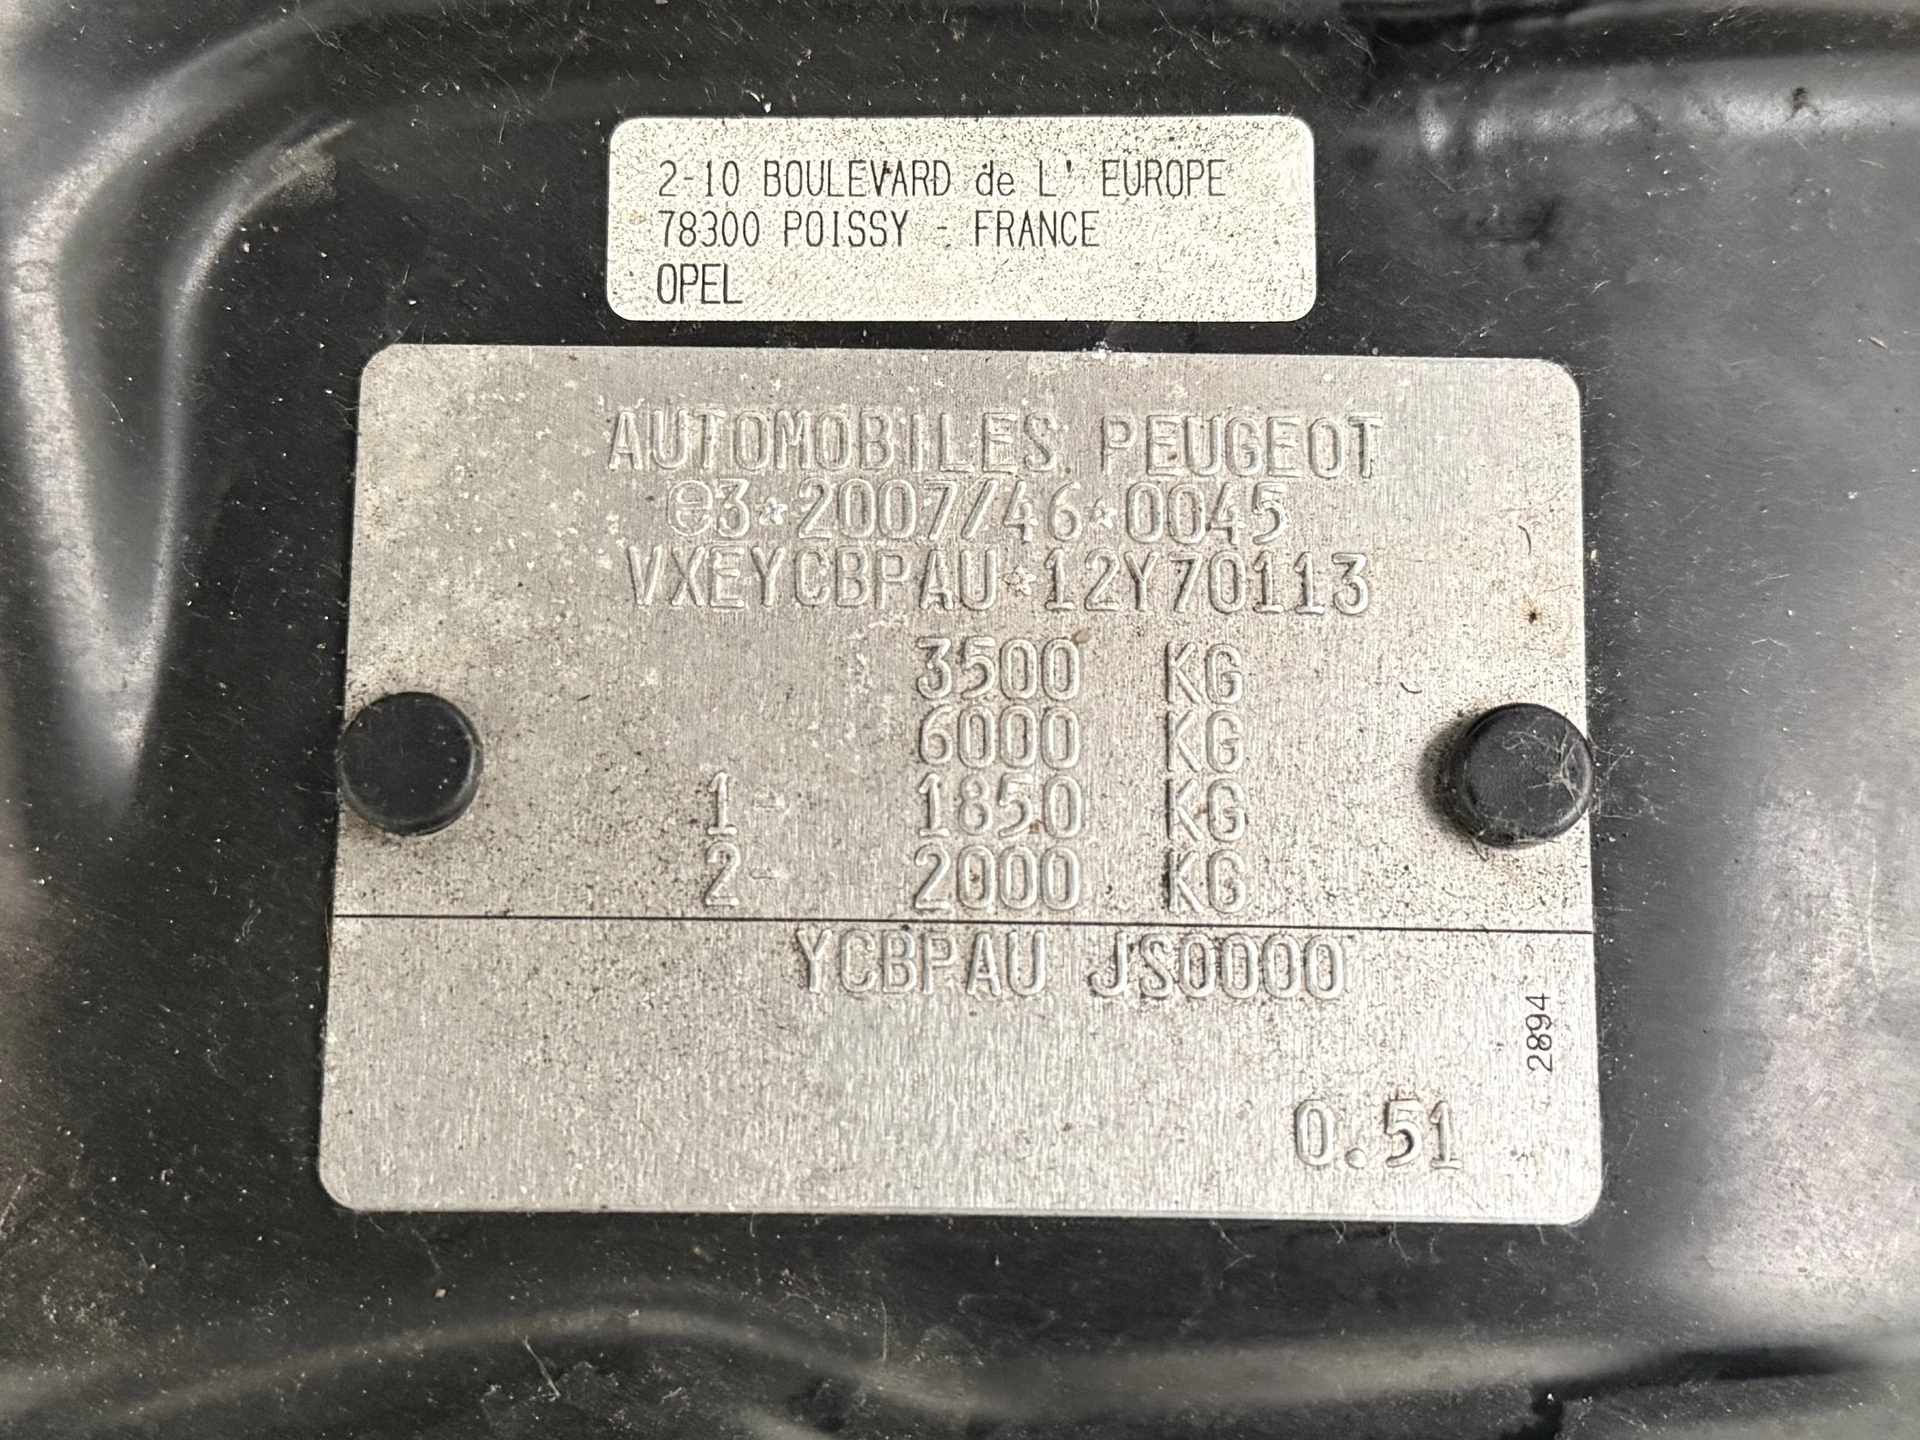 2-10 BOULEVARD de L' EUROPE
78300 POISSY - FRANCE
OPEL
AUTOMOBILES PEUGEOT
e3*2007/46*0045
VXEYCBPAU*12Y70113
3500 KG
6000 KG
1- 1850 KG
2- 2000 KG
YCBPAU JS0000
2894
0.51